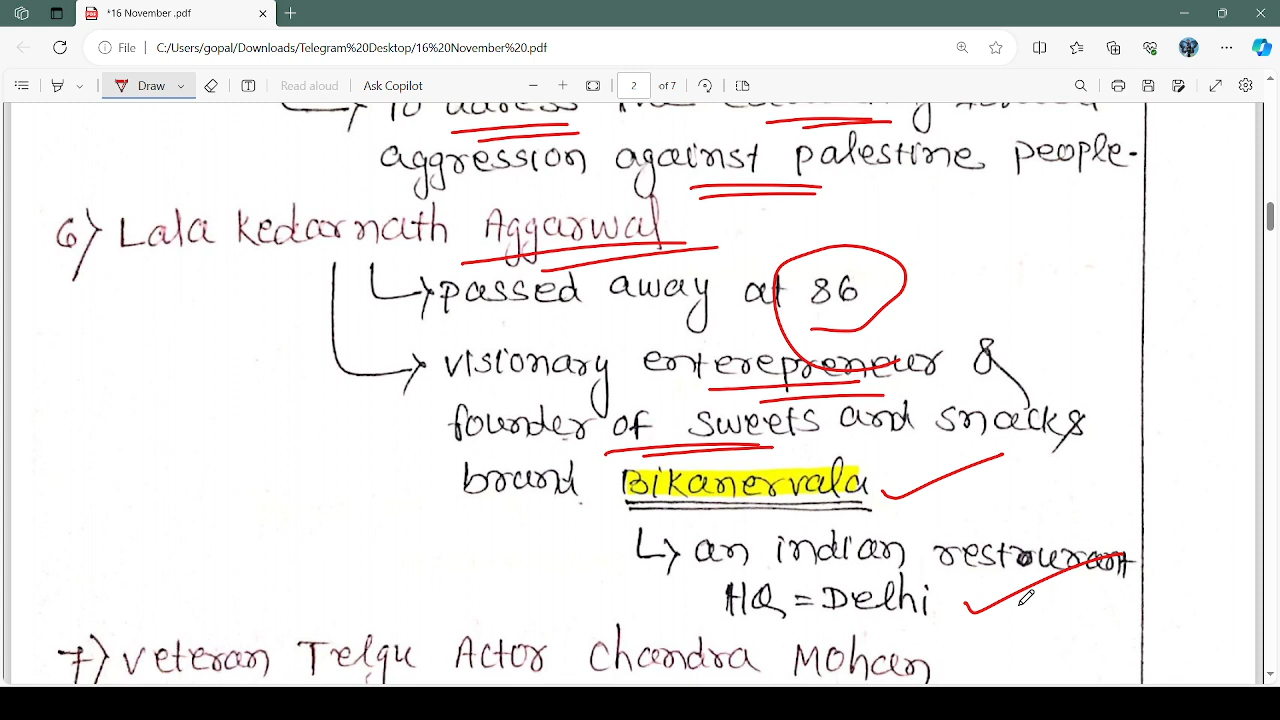 *16 November .pdf
File C:/Users/gopal/Downloads/Telegram%20Desktop/16%20November%20.pdf
Draw Read aloud Ask Copilot 2 of 7
aggression against palestine people.
6) Lala Kedarnath Aggarwal
passed away at 86
visionary enterepreneur &
founder of sweets and snacks
brand Bikanervala
an indian restourant
HQ = Delhi
7) Veteran Telgu Actor Chandra Mohan